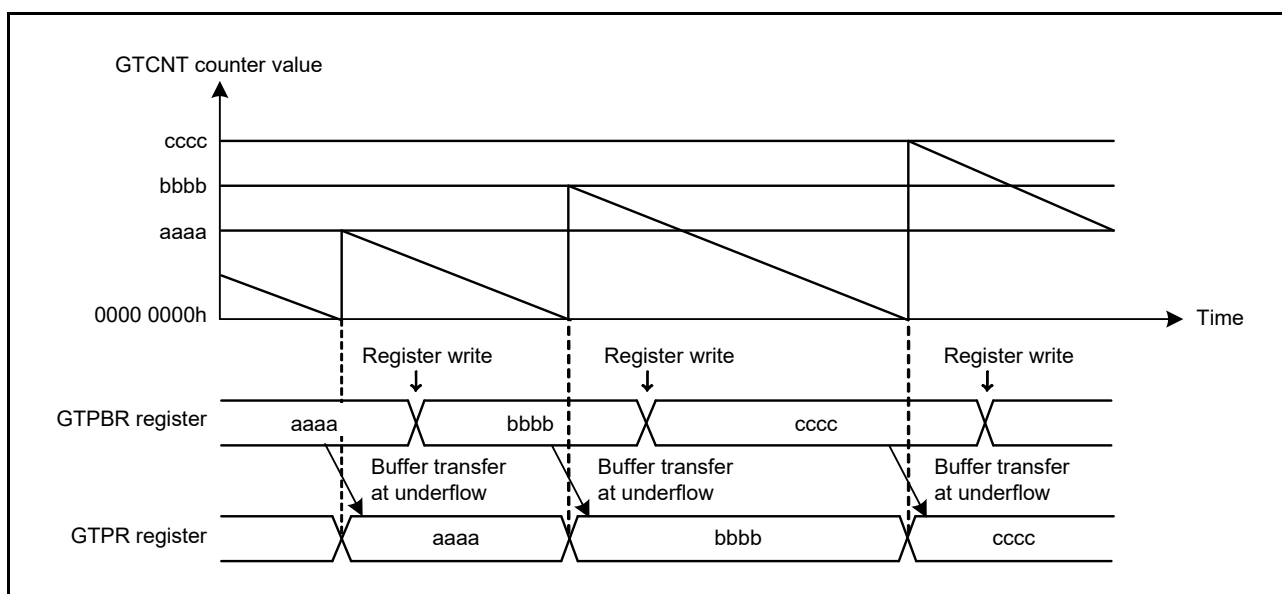 GTCNT counter value
cccc
bbbb
aaaa
0000 0000h
Time
Register write
Register write
Register write
GTPBR register
aaaa
bbbb
cccc
Buffer transfer
at underflow
Buffer transfer
at underflow
Buffer transfer
at underflow
GTPR register
aaaa
bbbb
cccc